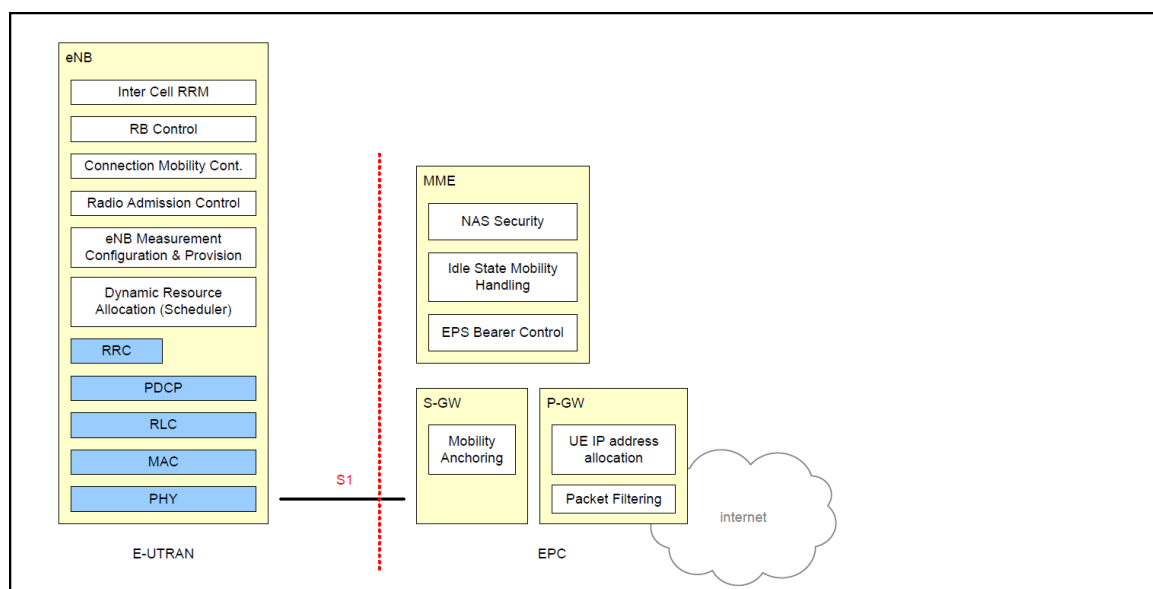 eNB
Inter Cell RRM
RB Control
Connection Mobility Cont.
Radio Admission Control
eNB Measurement
Configuration & Provision
Dynamic Resource
Allocation (Scheduler)
RRC
PDCP
RLC
MAC
PHY
E-UTRAN
S1
MME
NAS Security
Idle State Mobility
Handling
EPS Bearer Control
S-GW
Mobility
Anchoring
P-GW
UE IP address
allocation
Packet Filtering
internet
EPC